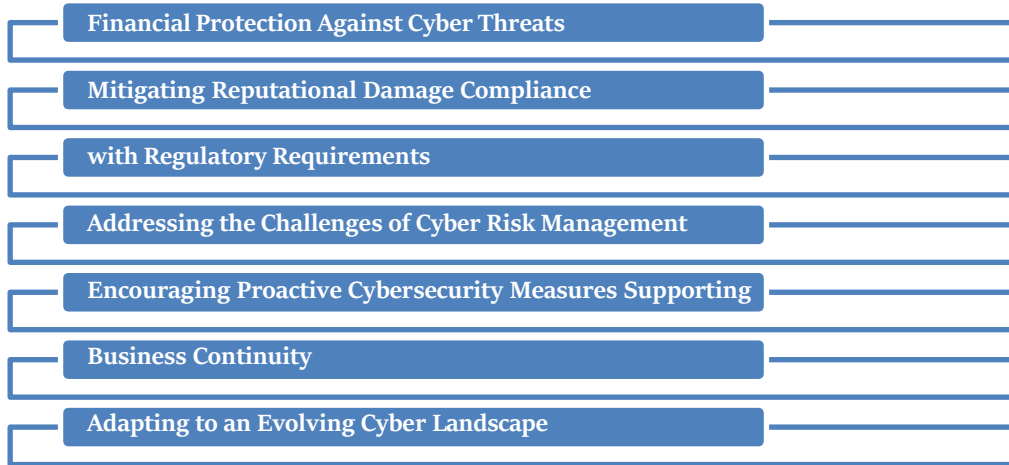 Financial Protection Against Cyber Threats
Mitigating Reputational Damage Compliance
with Regulatory Requirements
Addressing the Challenges of Cyber Risk Management
Encouraging Proactive Cybersecurity Measures Supporting
Business Continuity
Adapting to an Evolving Cyber Landscape